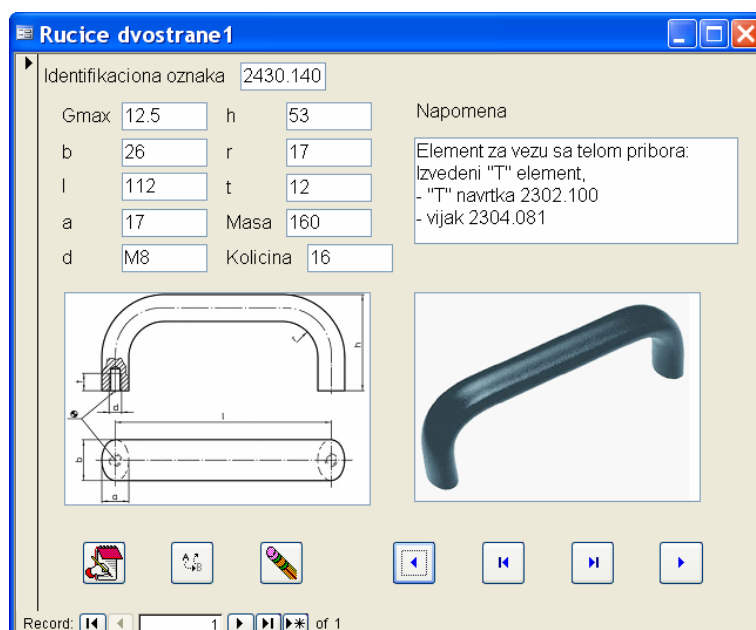 Rucice dvostrane1
Identifikaciona oznaka 2430.140
Gmax 12.5 h 53
b 26 r 17
l 112 t 12
a 17 Masa 160
d M8 Kolicina 16
Napomena
Element za vezu sa telom pribora:
Izvedeni "T" element,
- "T" navrtka 2302.100
- vijak 2304.081
r
h
t
d
l
b
a
A
B
Record: 1 of 1